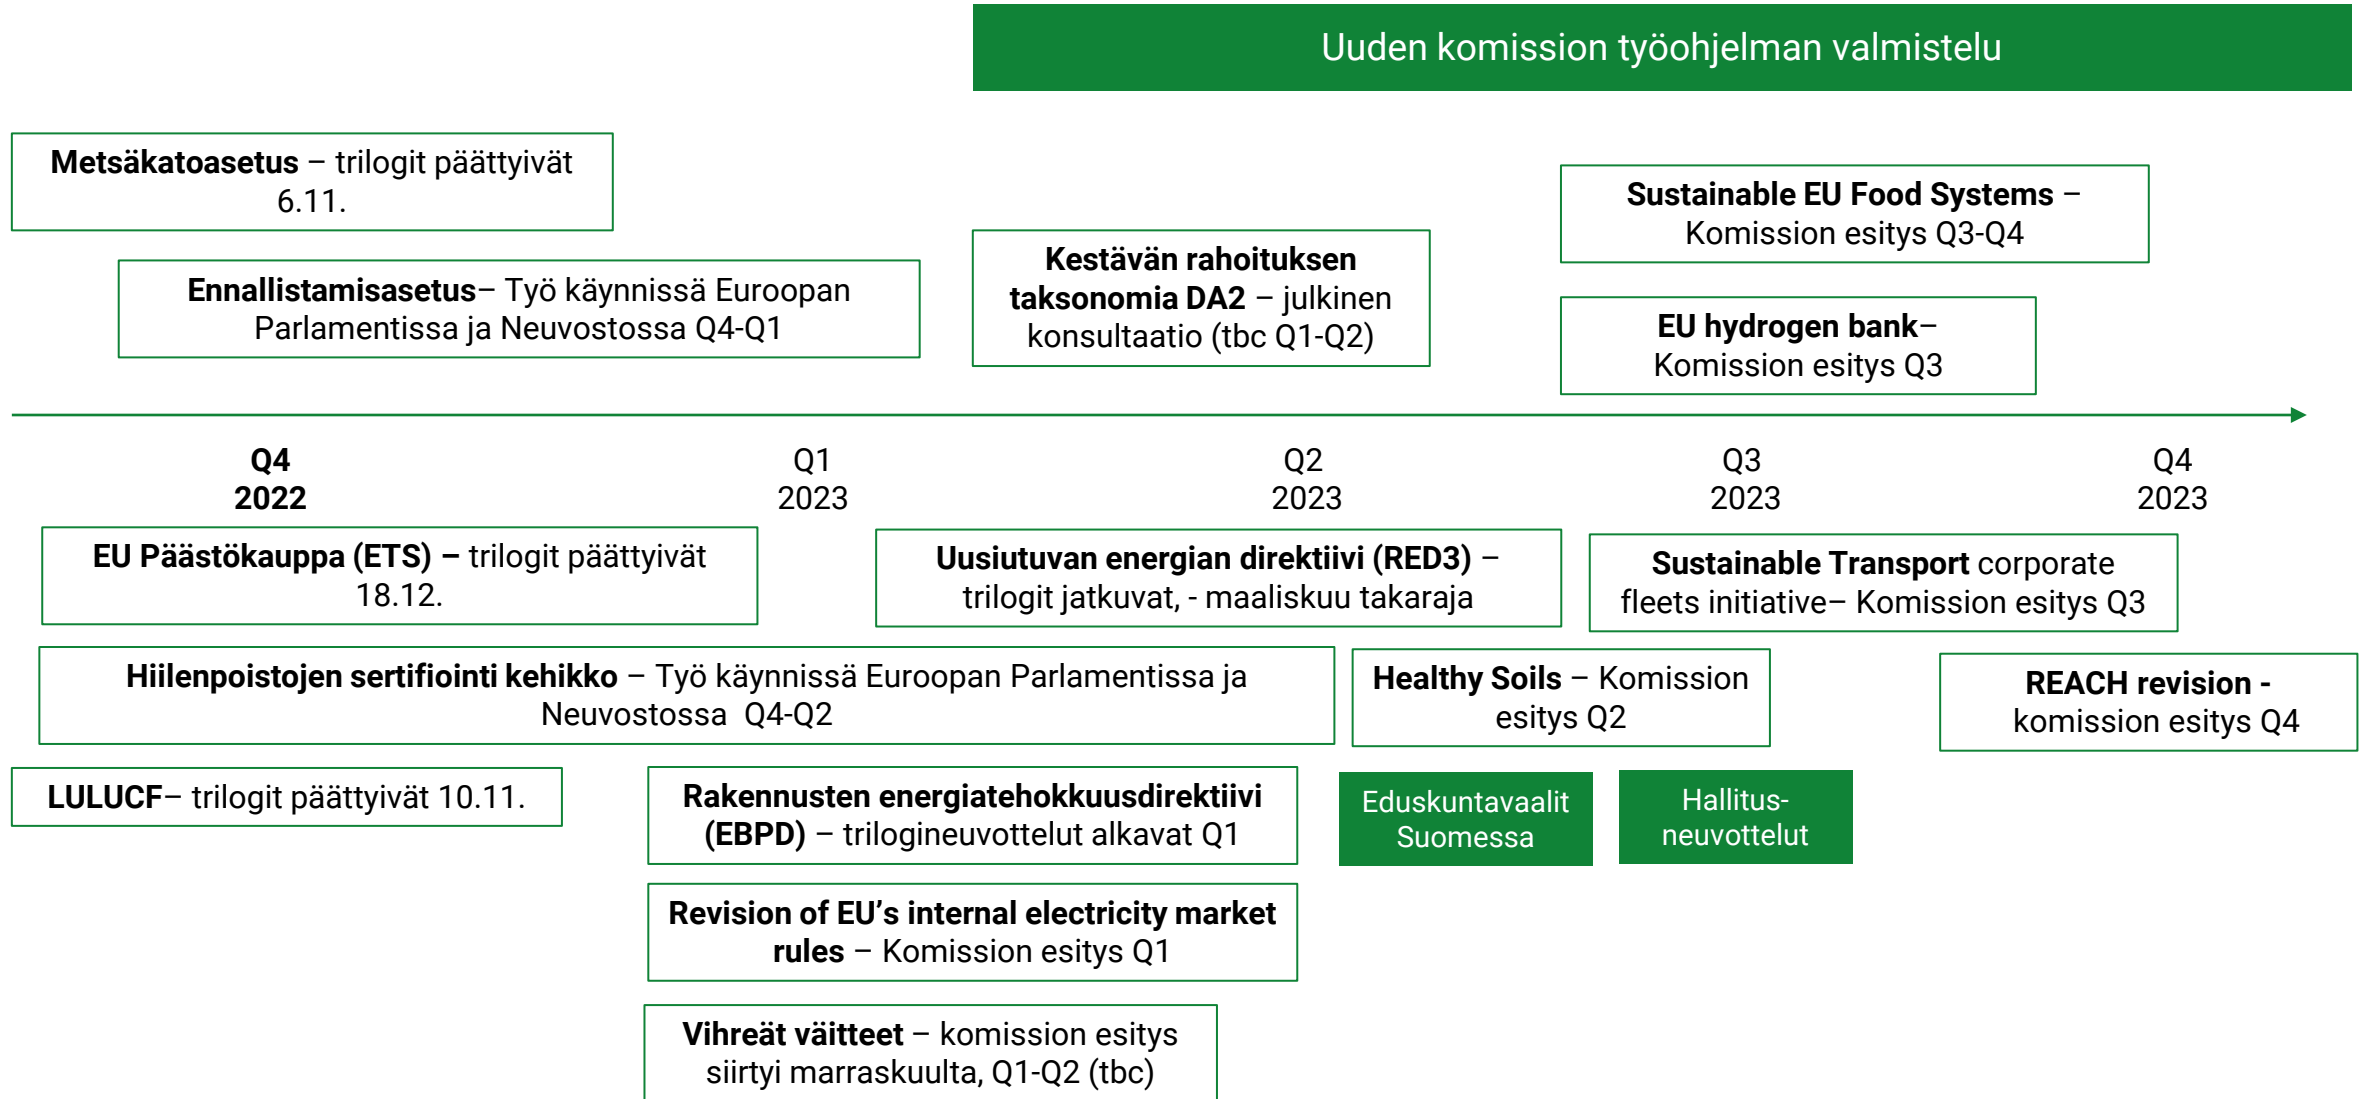 Uuden komission työohjelman valmistelu
Metsäkatoasetus – trilogit päättyivät
6.11.
Ennallistamisasetus– Työ käynnissä Euroopan
Parlamentissa ja Neuvostossa Q4-Q1
Kestävän rahoituksen
taksonomia DA2 – julkinen
konsultaatio (tbc Q1-Q2)
Sustainable EU Food Systems –
Komission esitys Q3-Q4
EU hydrogen bank–
Komission esitys Q3
Q4
2022
Q1
2023
Q2
2023
Q3
2023
Q4
2023
EU Päästökauppa (ETS) – trilogit päättyivät
18.12.
Uusiutuvan energian direktiivi (RED3) –
trilogit jatkuvat, - maaliskuu takaraja
Sustainable Transport corporate
fleets initiative– Komission esitys Q3
Hiilenpoistojen sertifiointi kehikko – Työ käynnissä Euroopan Parlamentissa ja
Neuvostossa Q4-Q2
Healthy Soils – Komission
esitys Q2
REACH revision -
komission esitys Q4
LULUCF– trilogit päättyivät 10.11.
Rakennusten energiatehokkuusdirektiivi
(EBPD) – trilogineuvottelut alkavat Q1
Eduskuntavaalit
Suomessa
Hallitus-
neuvottelut
Revision of EU’s internal electricity market
rules – Komission esitys Q1
Vihreät väitteet – komission esitys
siirtyi marraskuulta, Q1-Q2 (tbc)